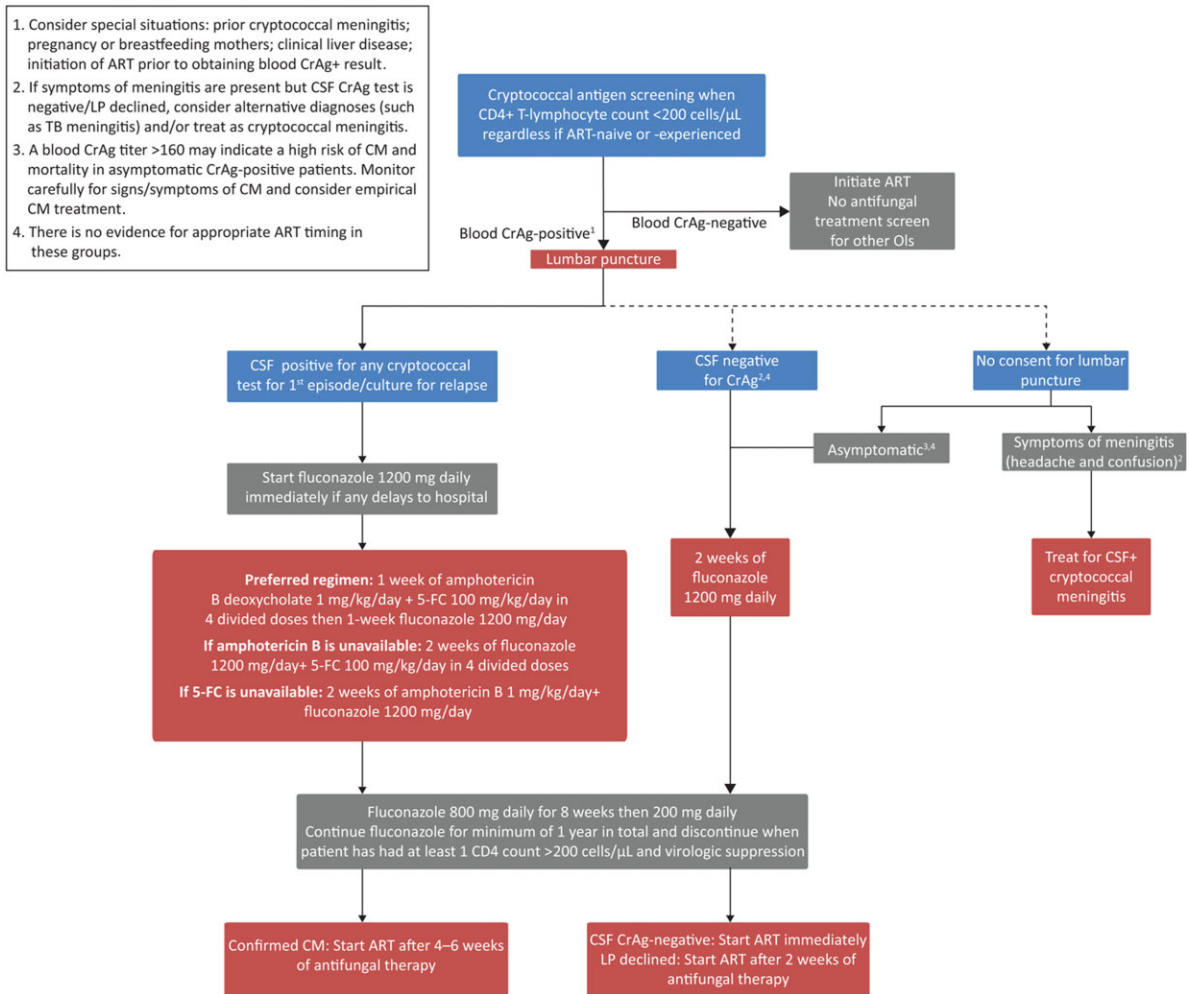 1. Consider special situations: prior cryptococcal meningitis;
pregnancy or breastfeeding mothers; clinical liver disease;
initiation of ART prior to obtaining blood CrAg+ result.
2. If symptoms of meningitis are present but CSF CrAg test is
negative/LP declined, consider alternative diagnoses (such
as TB meningitis) and/or treat as cryptococcal meningitis.
3. A blood CrAg titer >160 may indicate a high risk of CM and
mortality in asymptomatic CrAg-positive patients. Monitor
carefully for signs/symptoms of CM and consider empirical
CM treatment.
4. There is no evidence for appropriate ART timing in
these groups.
Cryptococcal antigen screening when
CD4+ T-lymphocyte count <200 cells/µL
regardless if ART-naive or -experienced
Initiate ART
No antifungal
treatment screen
for other OIs
Blood CrAg-negative
Blood CrAg-positive¹
Lumbar puncture
CSF positive for any cryptococcal
test for 1st episode/culture for relapse
CSF negative
for CrAg²,⁴
No consent for lumbar
puncture
Asymptomatic³,⁴
Symptoms of meningitis
(headache and confusion)²
Start fluconazole 1200 mg daily
immediately if any delays to hospital
Preferred regimen: 1 week of amphotericin
B deoxycholate 1 mg/kg/day + 5-FC 100 mg/kg/day in
4 divided doses then 1-week fluconazole 1200 mg/day
If amphotericin B is unavailable: 2 weeks of fluconazole
1200 mg/day+ 5-FC 100 mg/kg/day in 4 divided doses
If 5-FC is unavailable: 2 weeks of amphotericin B 1 mg/kg/day+
fluconazole 1200 mg/day
2 weeks of
fluconazole
1200 mg daily
Treat for CSF+
cryptococcal
meningitis
Fluconazole 800 mg daily for 8 weeks then 200 mg daily
Continue fluconazole for minimum of 1 year in total and discontinue when
patient has had at least 1 CD4 count >200 cells/µL and virologic suppression
Confirmed CM: Start ART after 4–6 weeks
of antifungal therapy
CSF CrAg-negative: Start ART immediately
LP declined: Start ART after 2 weeks of
antifungal therapy